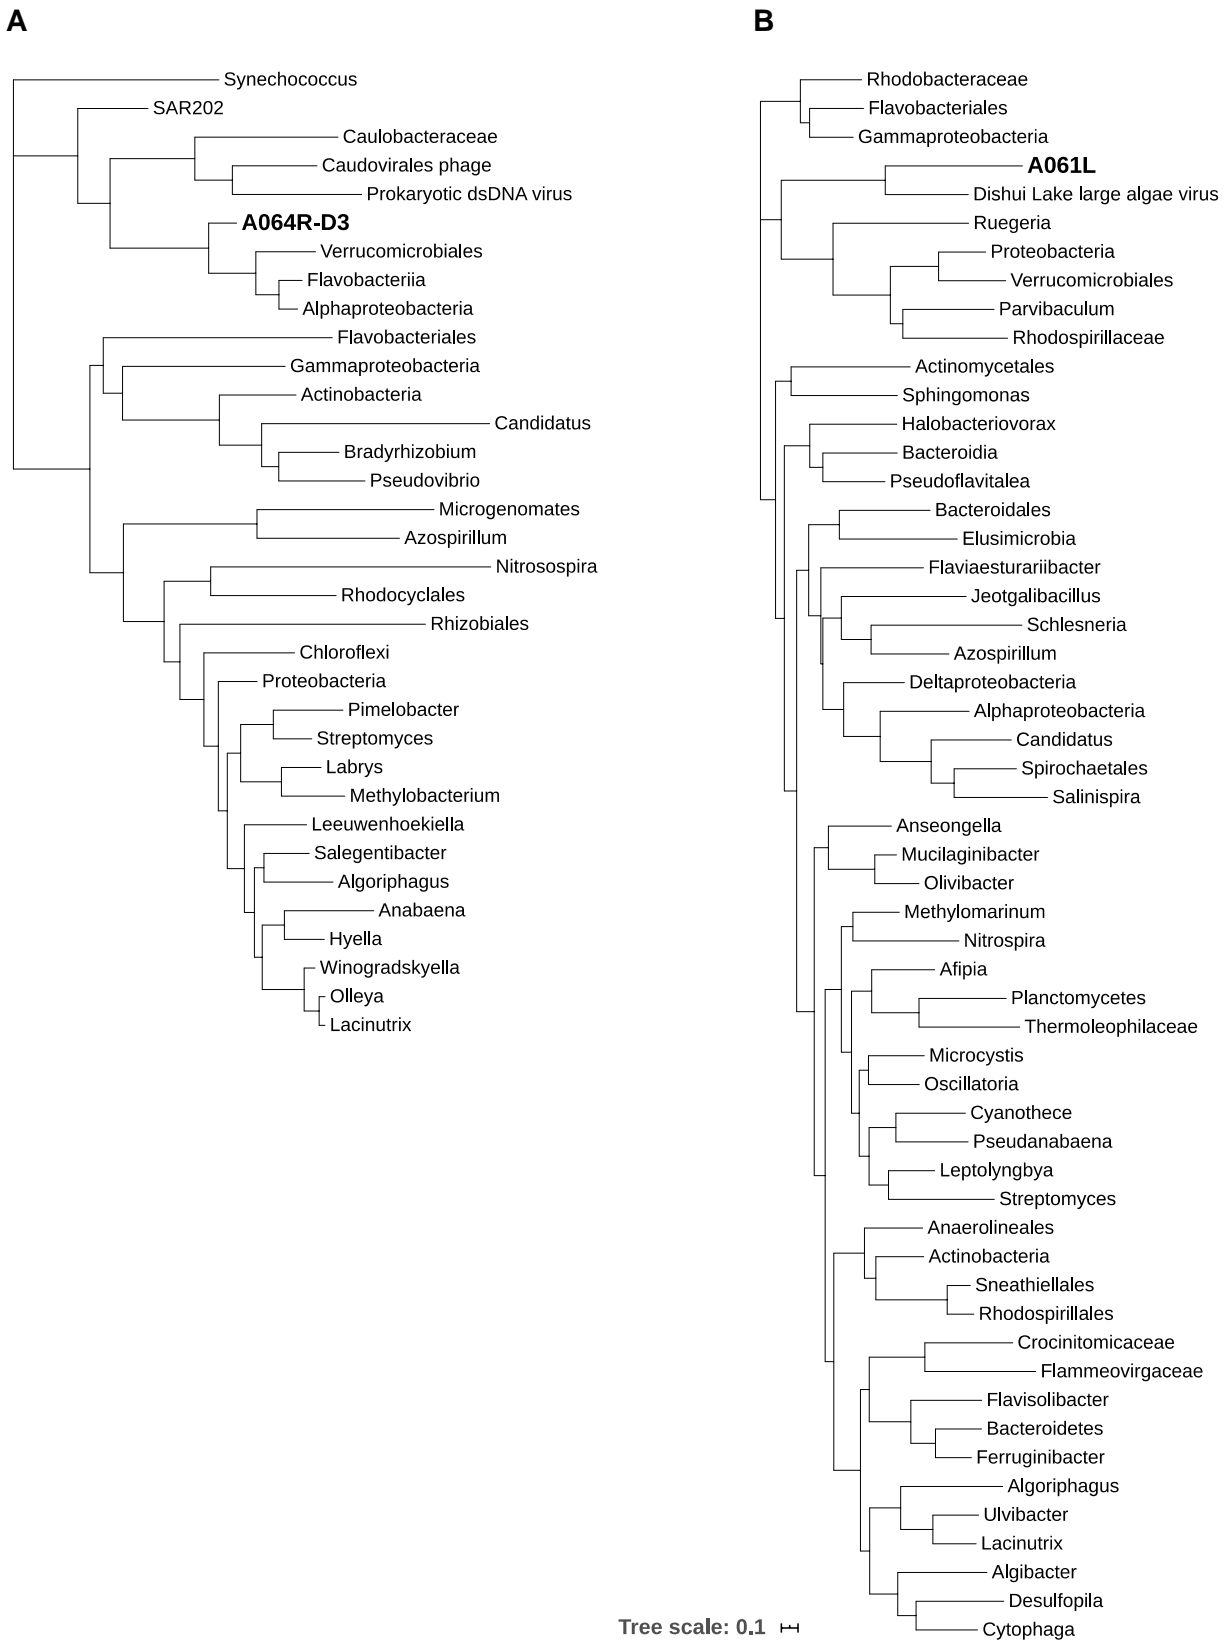 A
Synechococcus
SAR202
Caulobacteraceae
Caudovirales phage
Prokaryotic dsDNA virus
A064R-D3
Verrucomicrobiales
Flavobacteriia
Alphaproteobacteria
Flavobacteriales
Gammaproteobacteria
Actinobacteria
Candidatus
Bradyrhizobium
Pseudovibrio
Microgenomates
Azospirillum
Nitrosospira
Rhodocyclales
Rhizobiales
Chloroflexi
Proteobacteria
Pimelobacter
Streptomyces
Labrys
Methylobacterium
Leeuwenhoekiella
Salegentibacter
Algoriphagus
Anabaena
Hyella
Winogradskyella
Olleya
Lacinutrix
B
Rhodobacteraceae
Flavobacteriales
Gammaproteobacteria
A061L
Dishui Lake large algae virus
Ruegeria
Proteobacteria
Verrucomicrobiales
Parvibaculum
Rhodospirillaceae
Actinomycetales
Sphingomonas
Halobacteriovorax
Bacteroidia
Pseudoflavitalea
Bacteroidales
Elusimicrobia
Flaviaesturariibacter
Jeotgalibacillus
Schlesneria
Azospirillum
Deltaproteobacteria
Alphaproteobacteria
Candidatus
Spirochaetales
Salinispira
Anseongella
Mucilaginibacter
Olivibacter
Methylomarinum
Nitrospira
Afipia
Planctomycetes
Thermoleophilaceae
Microcystis
Oscillatoria
Cyanothece
Pseudanabaena
Leptolyngbya
Streptomyces
Anaerolineales
Actinobacteria
Sneathiellales
Rhodospirillales
Crocinitomicaceae
Flammeovirgaceae
Flavisolibacter
Bacteroidetes
Ferruginibacter
Algoriphagus
Ulvibacter
Lacinutrix
Algibacter
Desulfopila
Cytophaga
Tree scale: 0.1